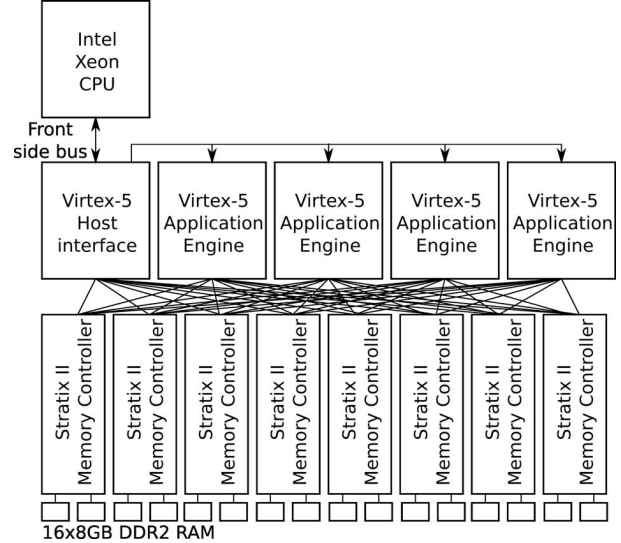 Intel
Xeon
CPU
Front
side bus
Virtex-5
Host
interface
Virtex-5
Application
Engine
Virtex-5
Application
Engine
Virtex-5
Application
Engine
Virtex-5
Application
Engine
Stratix II
Memory Controller
Stratix II
Memory Controller
Stratix II
Memory Controller
Stratix II
Memory Controller
Stratix II
Memory Controller
Stratix II
Memory Controller
Stratix II
Memory Controller
Stratix II
Memory Controller
16x8GB DDR2 RAM